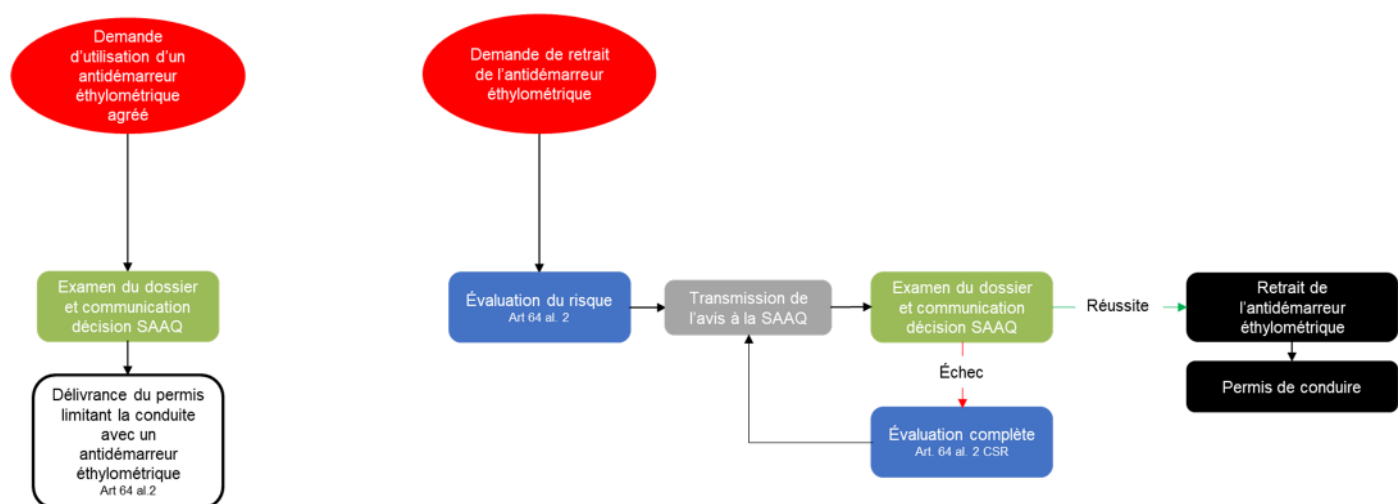 Demande
d’utilisation d’un
antidémarreur
éthylométrique
agréé
Demande de retrait
de l’antidémarreur
éthylométrique
Examen du dossier
et communication
décision SAAQ
Évaluation du risque
Art 64 al. 2
Transmission de
l’avis à la SAAQ
Examen du dossier
et communication
décision SAAQ
Réussite
Retrait de
l’antidémarreur
éthylométrique
Échec
Permis de conduire
Délivrance du permis
limitant la conduite
avec un
antidémarreur
éthylométrique
Art 64 al.2
Évaluation complète
Art. 64 al. 2 CSR